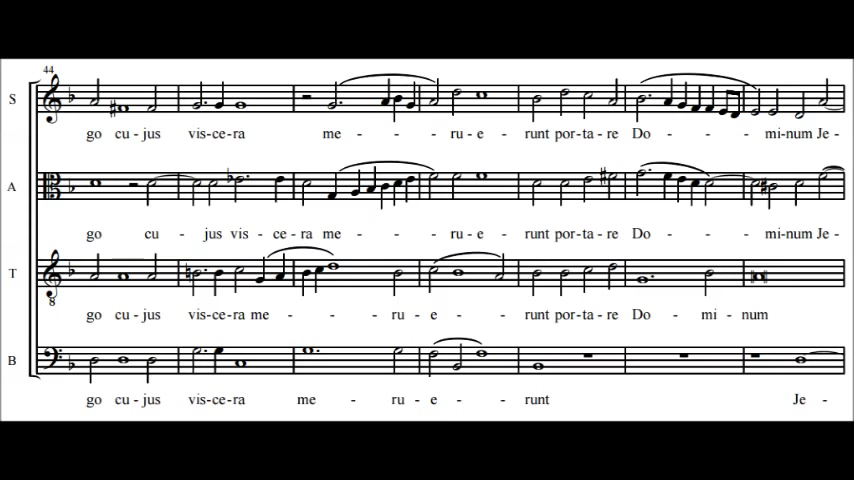 44
S
go cu - jus vis-ce-ra me - - - ru - e - runt por-ta - re Do - - - mi-num Je -
A
go cu - jus vis - ce - ra me - - - ru - e - runt por-ta - re Do - - - mi-num Je -
T
8
go cu - jus vis-ce-ra me - - - ru - e - runt por-ta - re Do - mi - num
B
go cu - jus vis-ce-ra me - ru - e - - runt Je -